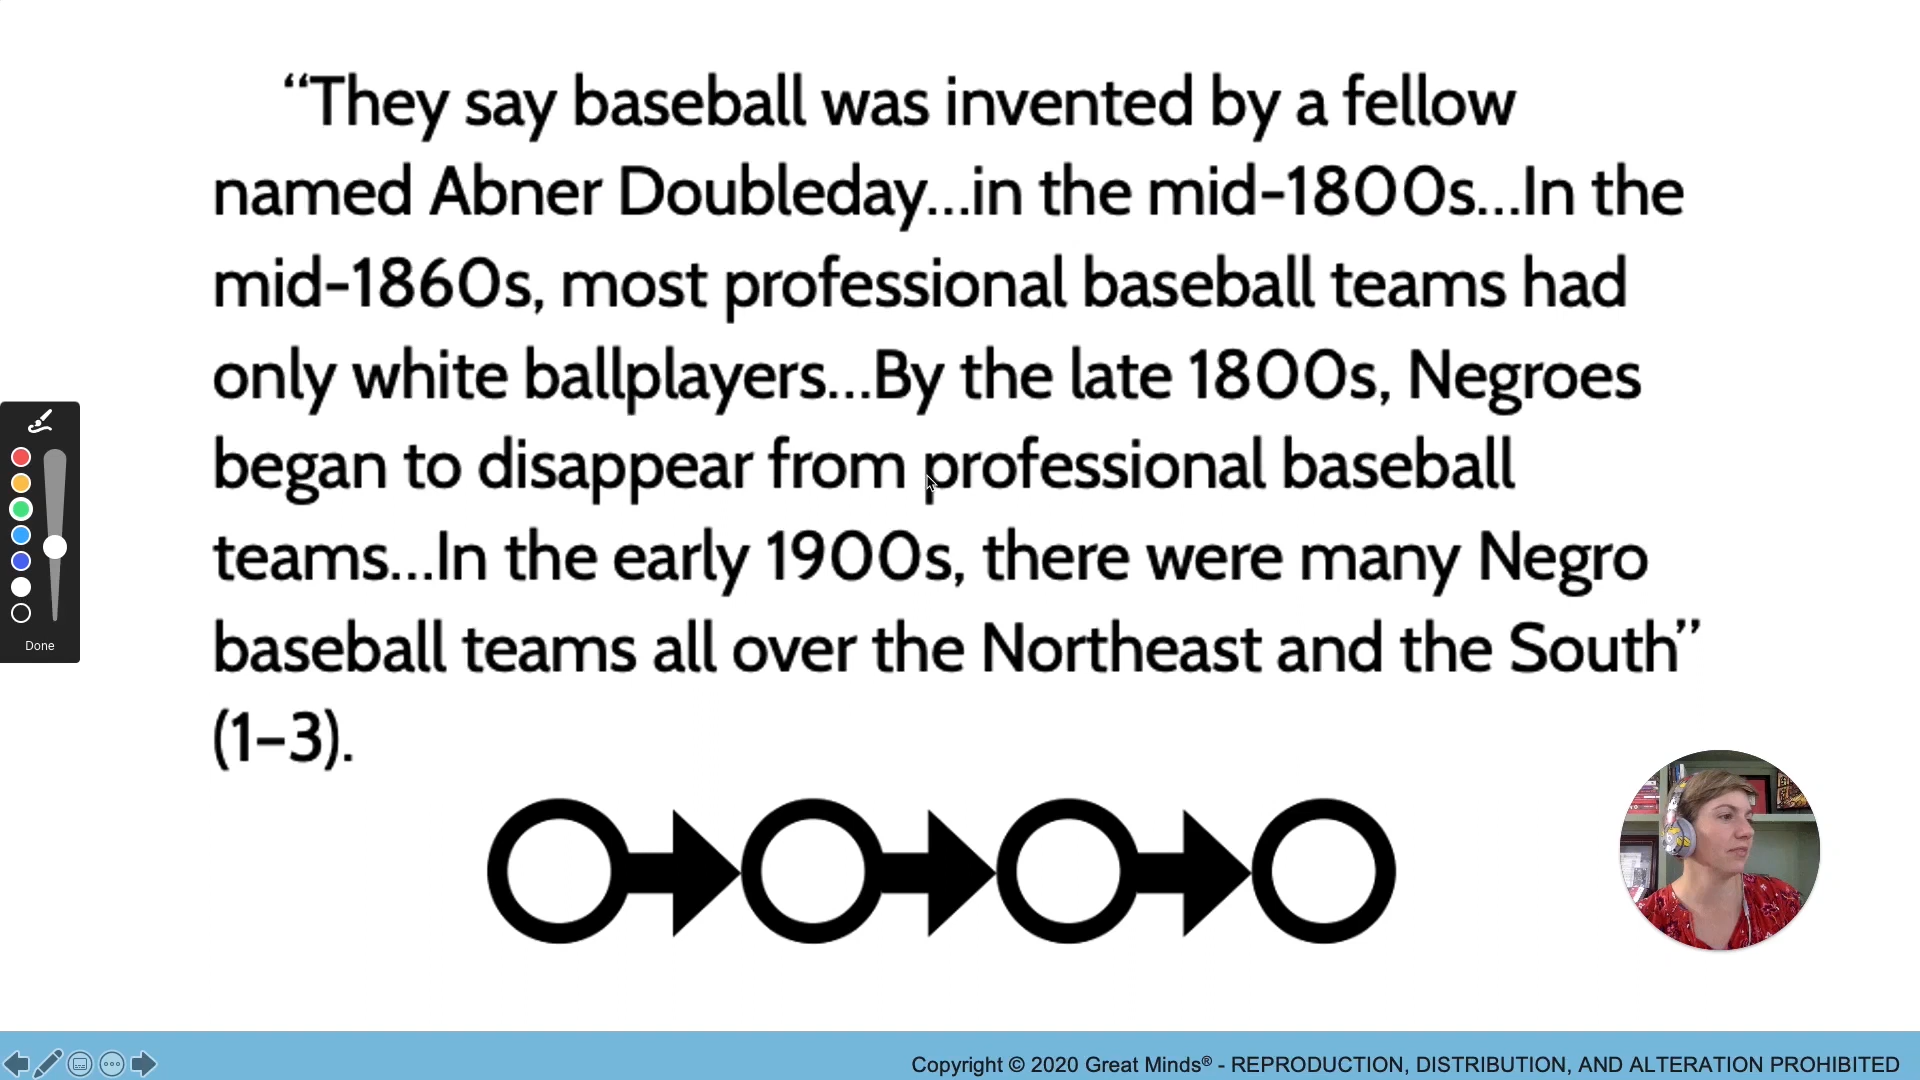 “They say baseball was invented by a fellow
named Abner Doubleday...in the mid-1800s...In the
mid-1860s, most professional baseball teams had
only white ballplayers...By the late 1800s, Negroes
began to disappear from professional baseball
teams...In the early 1900s, there were many Negro
baseball teams all over the Northeast and the South”
(1–3).
Done
Copyright © 2020 Great Minds® - REPRODUCTION, DISTRIBUTION, AND ALTERATION PROHIBITED